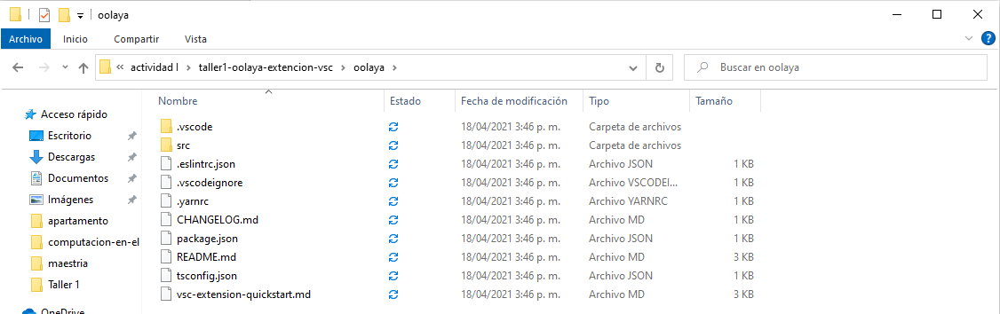 oolaya
Archivo Inicio Compartir Vista
« actividad I > taller1-oolaya-extencion-vsc > oolaya > Buscar en oolaya
Nombre Estado Fecha de modificación Tipo Tamaño
Acceso rápido
Escritorio
Descargas
Documentos
Imágenes
apartamento
computacion-en-el
maestria
Taller 1
OneDrive
.vscode 18/04/2021 3:46 p. m. Carpeta de archivos
src 18/04/2021 3:46 p. m. Carpeta de archivos
.eslintrc.json 18/04/2021 3:46 p. m. Archivo JSON 1 KB
.vscodeignore 18/04/2021 3:46 p. m. Archivo VSCODEI... 1 KB
.yarnrc 18/04/2021 3:46 p. m. Archivo YARNRC 1 KB
CHANGELOG.md 18/04/2021 3:46 p. m. Archivo MD 1 KB
package.json 18/04/2021 3:46 p. m. Archivo JSON 1 KB
README.md 18/04/2021 3:46 p. m. Archivo MD 3 KB
tsconfig.json 18/04/2021 3:46 p. m. Archivo JSON 1 KB
vsc-extension-quickstart.md 18/04/2021 3:46 p. m. Archivo MD 3 KB